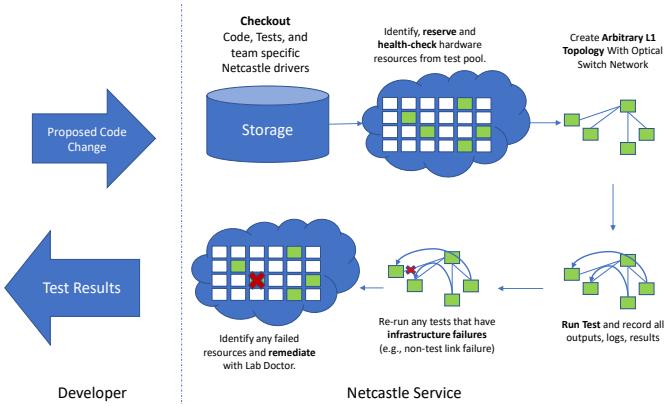 Checkout
Code, Tests, and
team specific
Netcastle drivers
Identify, reserve and
health-check hardware
resources from test pool.
Create Arbitrary L1
Topology With Optical
Switch Network
Proposed Code
Change
Storage
Test Results
Identify any failed
resources and remediate
with Lab Doctor.
Re-run any tests that have
infrastructure failures
(e.g., non-test link failure)
Run Test and record all
outputs, logs, results
Developer
Netcastle Service